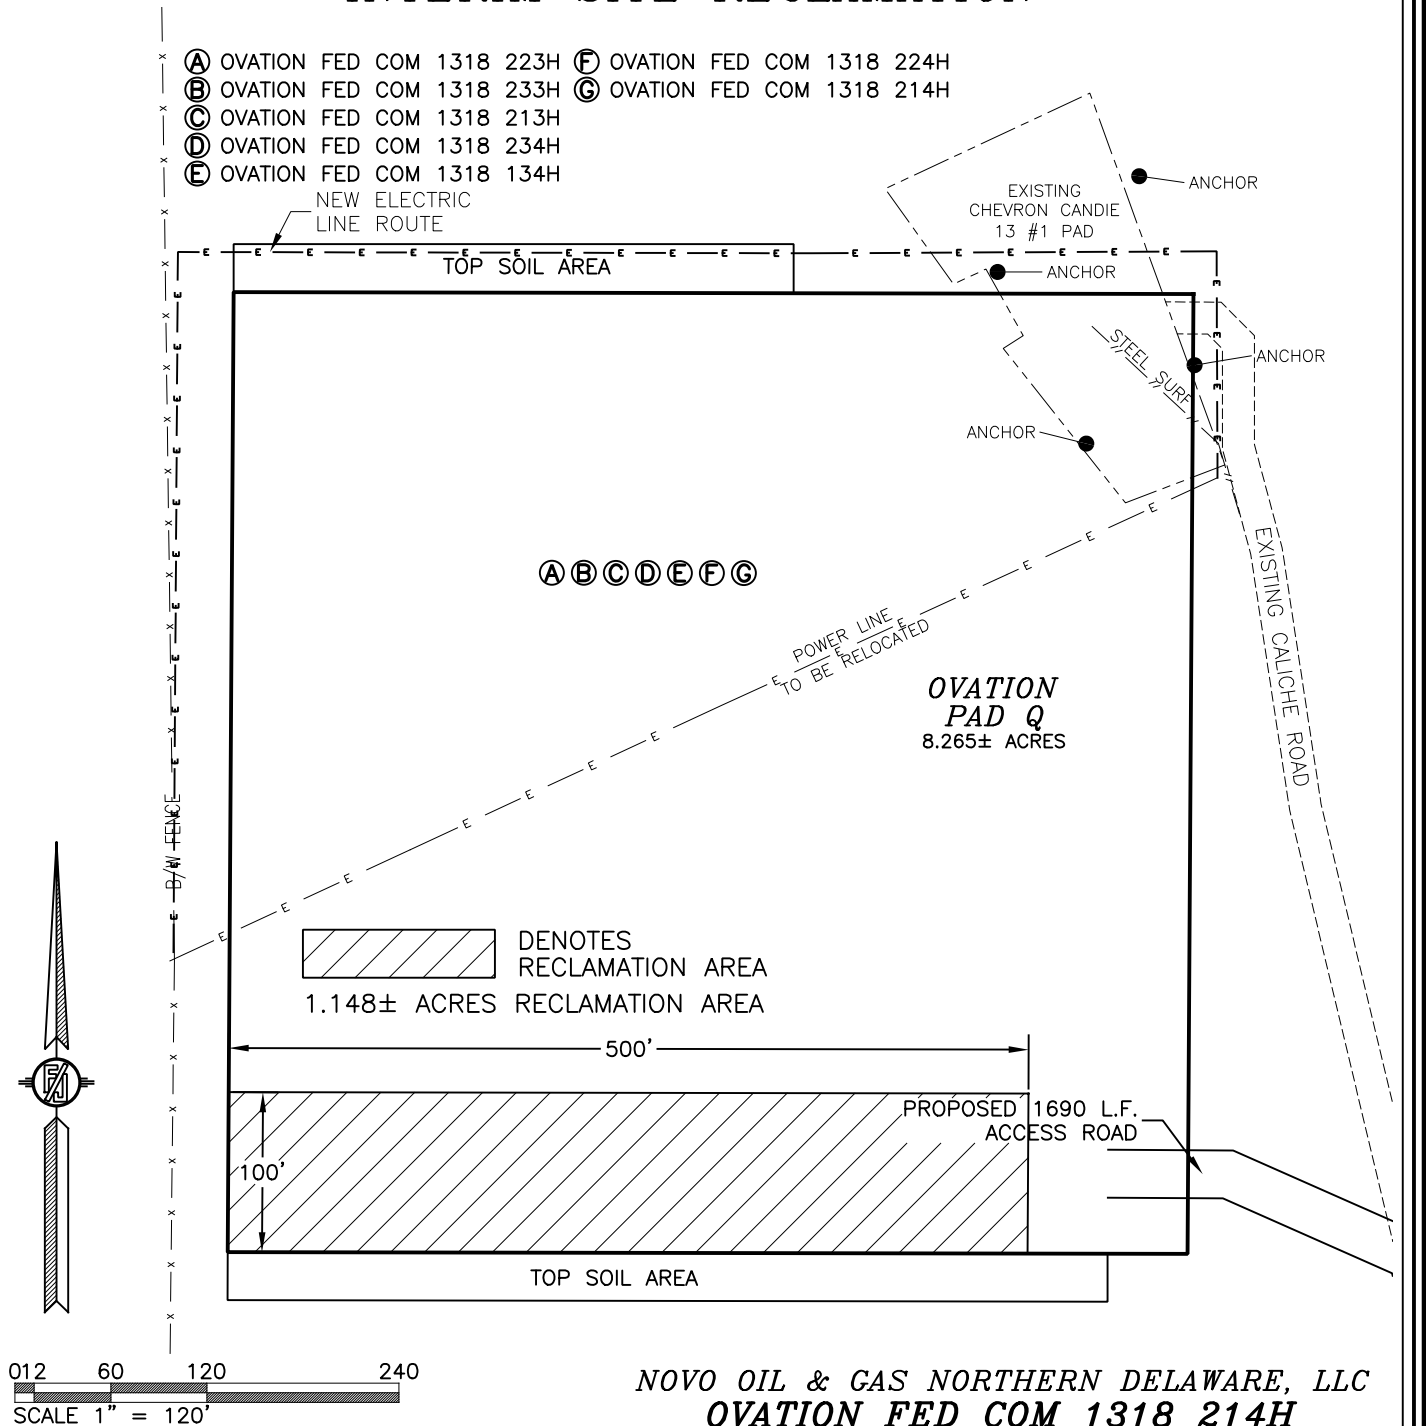 INTERIM SITE RECLAMATION
Ⓐ OVATION FED COM 1318 223H Ⓕ OVATION FED COM 1318 224H
Ⓑ OVATION FED COM 1318 233H Ⓖ OVATION FED COM 1318 214H
Ⓒ OVATION FED COM 1318 213H
Ⓓ OVATION FED COM 1318 234H
Ⓔ OVATION FED COM 1318 134H
NEW ELECTRIC
LINE ROUTE
TOP SOIL AREA
EXISTING
CHEVRON CANDIE
13 #1 PAD
ANCHOR
ANCHOR
STEEL SURF
ANCHOR
ANCHOR
Ⓐ Ⓑ Ⓒ Ⓓ Ⓔ Ⓕ Ⓖ
POWER LINE
TO BE RELOCATED
EXISTING CALICHE ROAD
OVATION
PAD Q
8.265± ACRES
B/W FENCE
DENOTES
RECLAMATION AREA
1.148± ACRES RECLAMATION AREA
500'
PROPOSED 1690 L.F.
ACCESS ROAD
100'
TOP SOIL AREA
012 60 120 240
SCALE 1" = 120'
NOVO OIL & GAS NORTHERN DELAWARE, LLC
OVATION FED COM 1318 214H